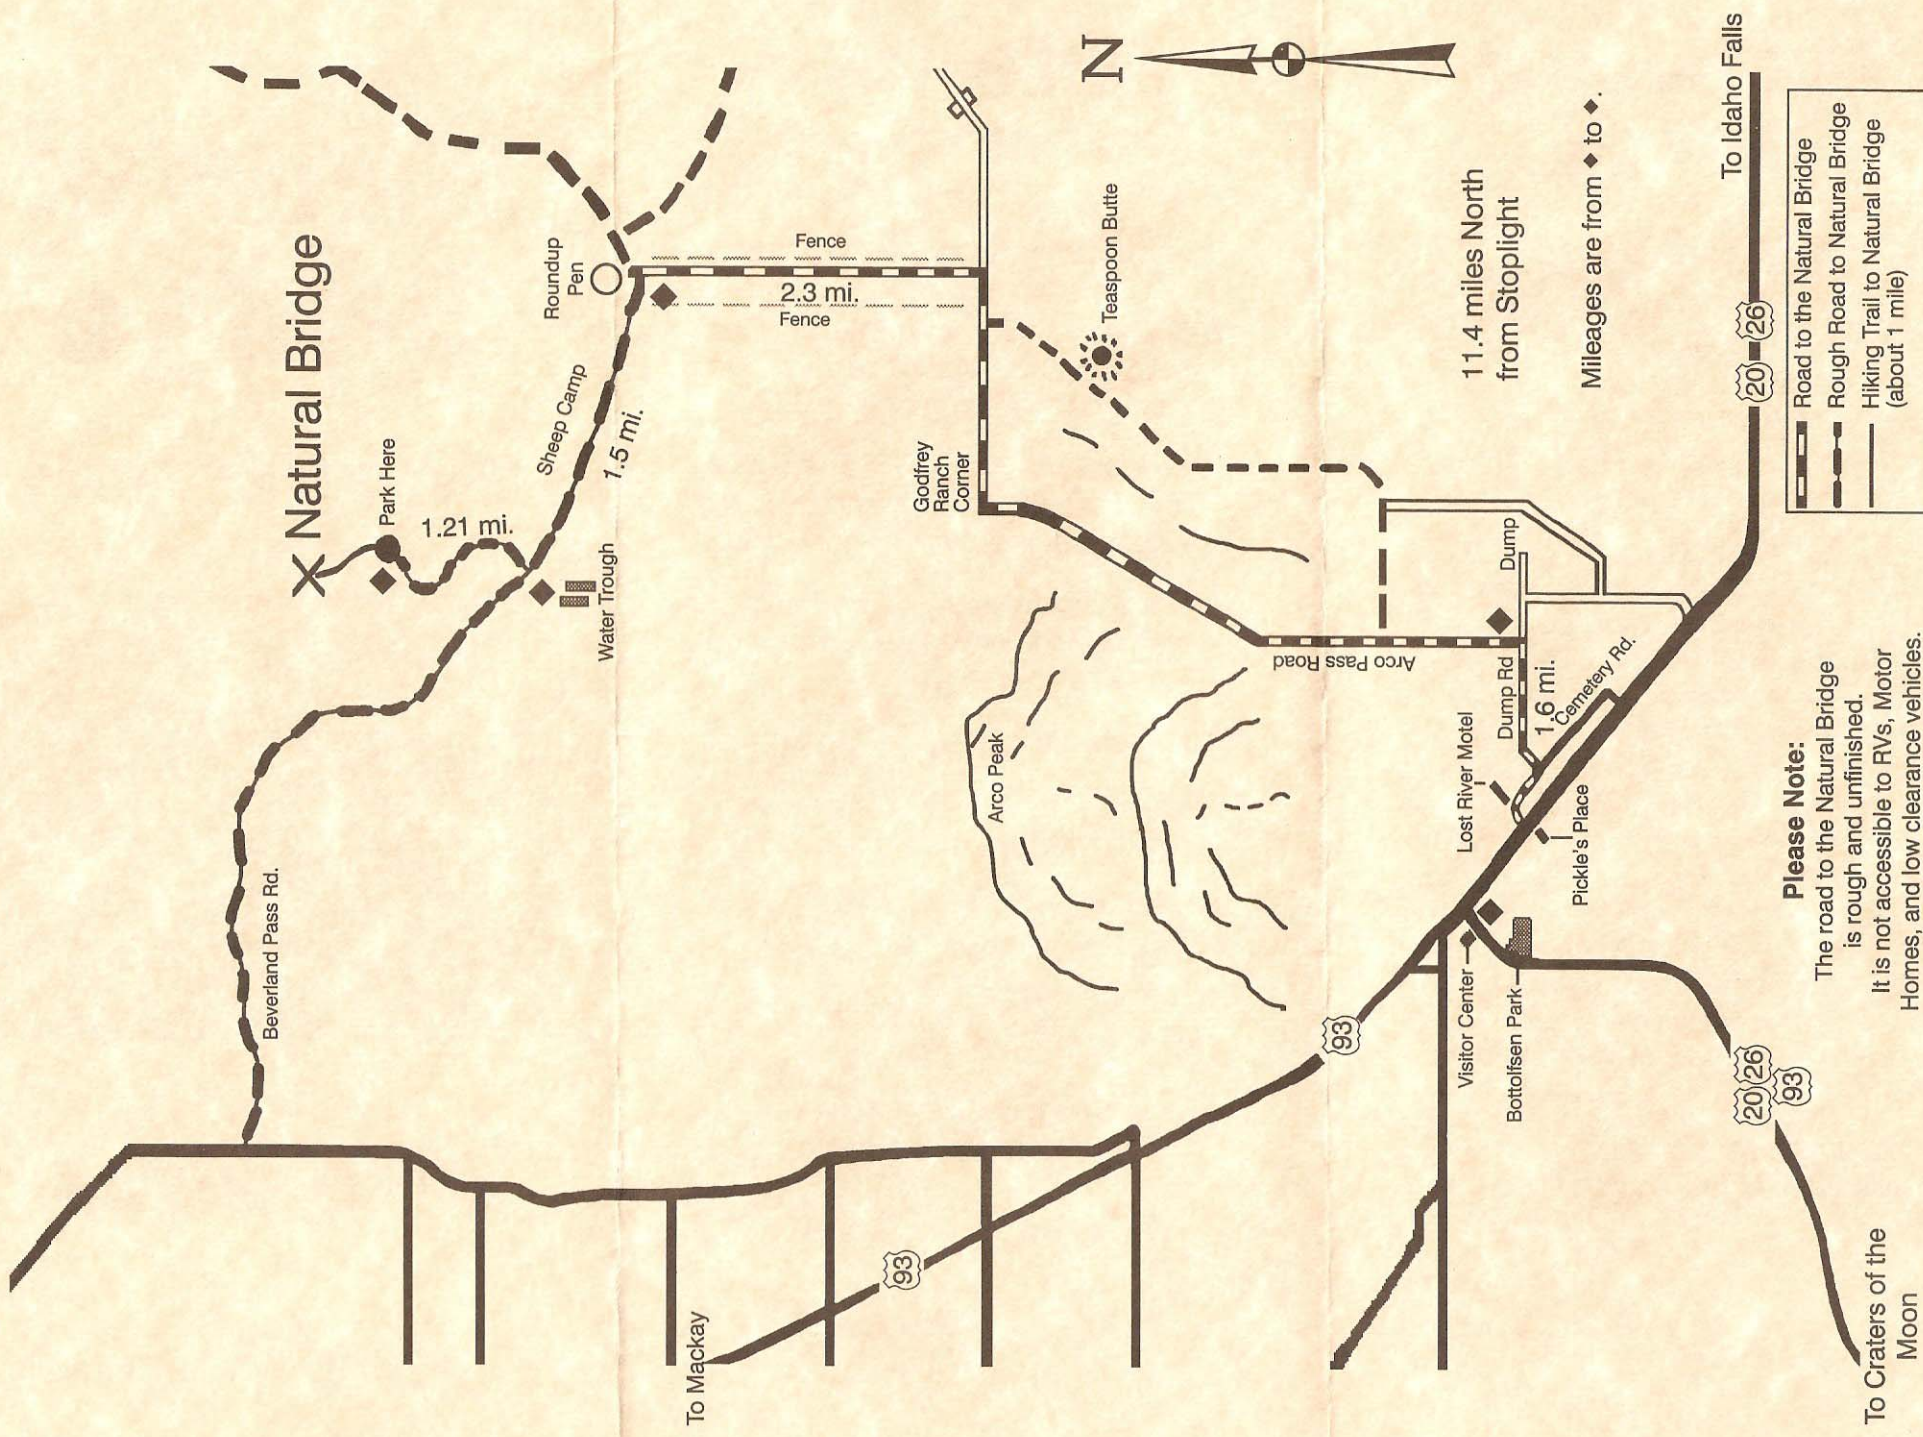 Natural Bridge
Park Here
1.21 mi.
Beverland Pass Rd.
Roundup
Pen
Sheep Camp
1.5 mi.
Water Trough
Fence
2.3 mi.
Fence
To Mackay
93
Godfrey
Ranch
Corner
Arco Peak
N
Teaspoon Butte
Arco Pass Road
93
11.4 miles North
from Stoplight
Mileages are from ◆ to ◆.
Dump
Dump Rd
1.6 mi.
Cemetery Rd.
Lost River Motel
Pickle's Place
Visitor Center
Bottolfsen Park
To Idaho Falls
20 26
20 26
93
To Craters of the
Moon
Road to the Natural Bridge
Rough Road to Natural Bridge
Hiking Trail to Natural Bridge
(about 1 mile)
Please Note:
The road to the Natural Bridge
is rough and unfinished.
It is not accessible to RVs, Motor
Homes, and low clearance vehicles.